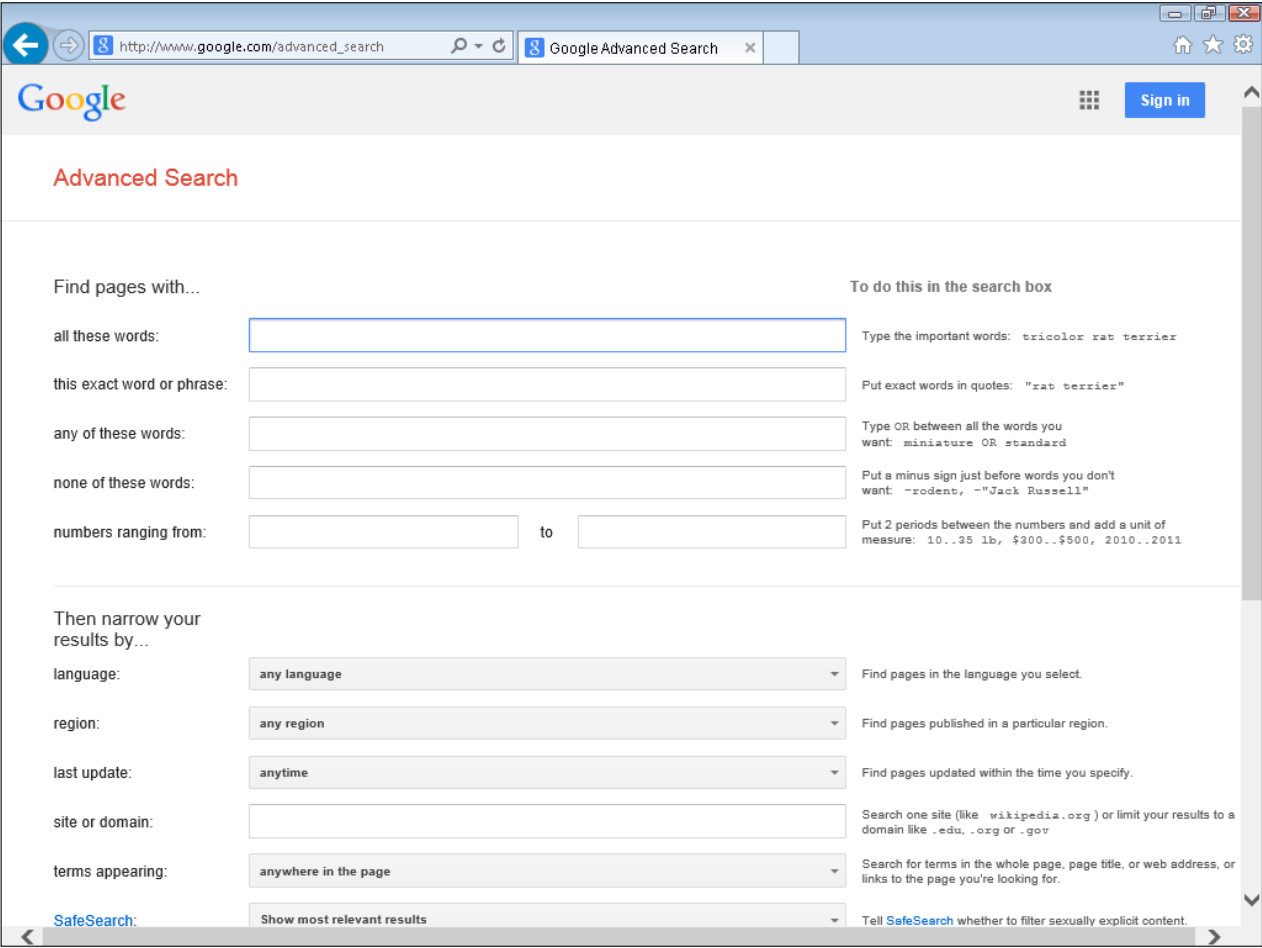 http://www.google.com/advanced_search
Google Advanced Search
Google
Sign in
Advanced Search
Find pages with...
To do this in the search box
all these words:
Type the important words: tricolor rat terrier
this exact word or phrase:
Put exact words in quotes: "rat terrier"
any of these words:
Type OR between all the words you
want: miniature OR standard
none of these words:
Put a minus sign just before words you don't
want: -rodent, -"Jack Russell"
numbers ranging from:
to
Put 2 periods between the numbers and add a unit of
measure: 10..35 lb, $300..$500, 2010..2011
Then narrow your
results by...
language:
any language
Find pages in the language you select.
region:
any region
Find pages published in a particular region.
last update:
anytime
Find pages updated within the time you specify.
site or domain:
Search one site (like wikipedia.org ) or limit your results to a
domain like .edu, .org or .gov
terms appearing:
anywhere in the page
Search for terms in the whole page, page title, or web address, or
links to the page you're looking for.
SafeSearch:
Show most relevant results
Tell SafeSearch whether to filter sexually explicit content.